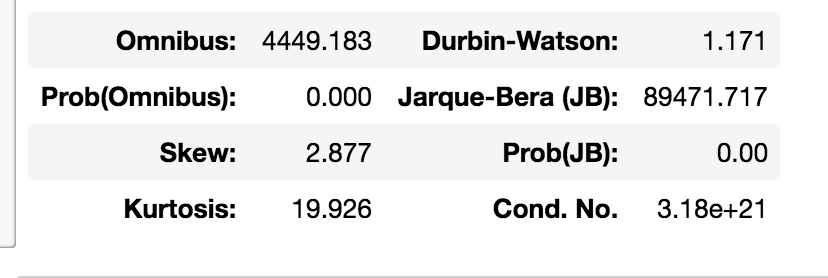 Omnibus: 4449.183 Durbin-Watson: 1.171
Prob(Omnibus): 0.000 Jarque-Bera (JB): 89471.717
Skew: 2.877 Prob(JB): 0.00
Kurtosis: 19.926 Cond. No. 3.18e+21